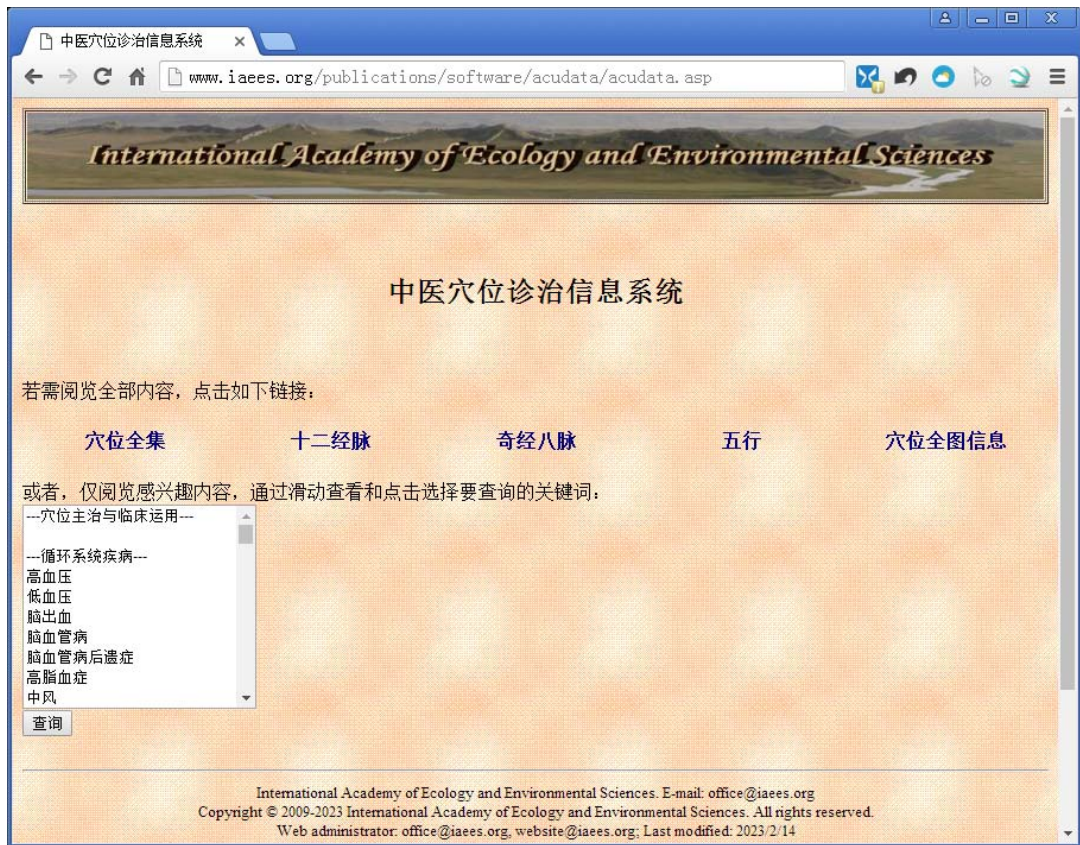 中医穴位诊治信息系统
www.iaees.org/publications/software/acudata/acudata.asp
International Academy of Ecology and Environmental Sciences
中医穴位诊治信息系统
若需阅览全部内容，点击如下链接：
穴位全集 十二经脉 奇经八脉 五行 穴位全图信息
或者，仅阅览感兴趣内容，通过滑动查看和点击选择要查询的关键词：
---穴位主治与临床运用---
---循环系统疾病---
高血压
低血压
脑出血
脑血管病
脑血管病后遗症
高脂血症
中风
查询
International Academy of Ecology and Environmental Sciences. E-mail: office@iaees.org
Copyright © 2009-2023 International Academy of Ecology and Environmental Sciences. All rights reserved.
Web administrator: office@iaees.org, website@iaees.org; Last modified: 2023/2/14